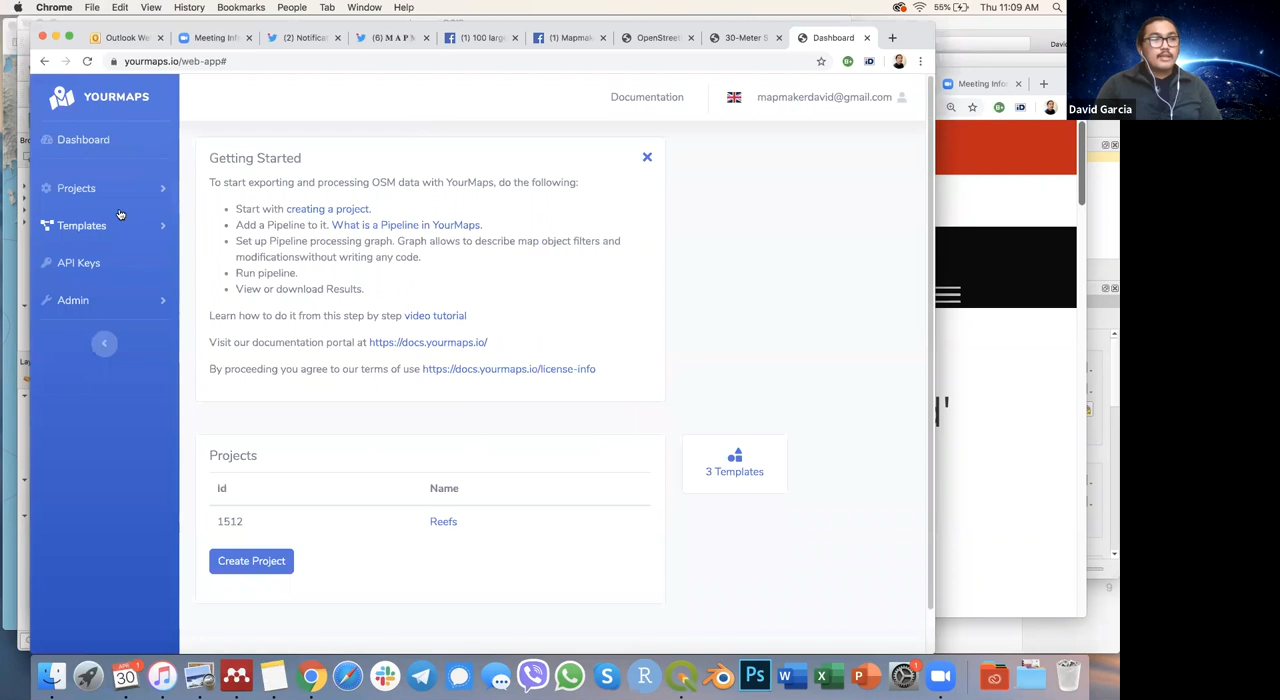 Chrome File Edit View History Bookmarks People Tab Window Help
55% Thu 11:09 AM
Outlook We
Meeting Inf
(2) Notifica
(6) M A P M
(1) 100 larg
(1) Mapmak
OpenStreet
30-Meter S
Dashboard
yourmaps.io/web-app#
Meeting Info
David Garcia
YOURMAPS
Documentation
mapmakerdavid@gmail.com
Dashboard
Projects
Templates
API Keys
Admin
Getting Started
To start exporting and processing OSM data with YourMaps, do the following:
Start with creating a project.
Add a Pipeline to it. What is a Pipeline in YourMaps.
Set up Pipeline processing graph. Graph allows to describe map object filters and
modificationswithout writing any code.
Run pipeline.
View or download Results.
Learn how to do it from this step by step video tutorial
Visit our documentation portal at https://docs.yourmaps.io/
By proceeding you agree to our terms of use https://docs.yourmaps.io/license-info
Projects
Id Name
1512 Reefs
Create Project
3 Templates